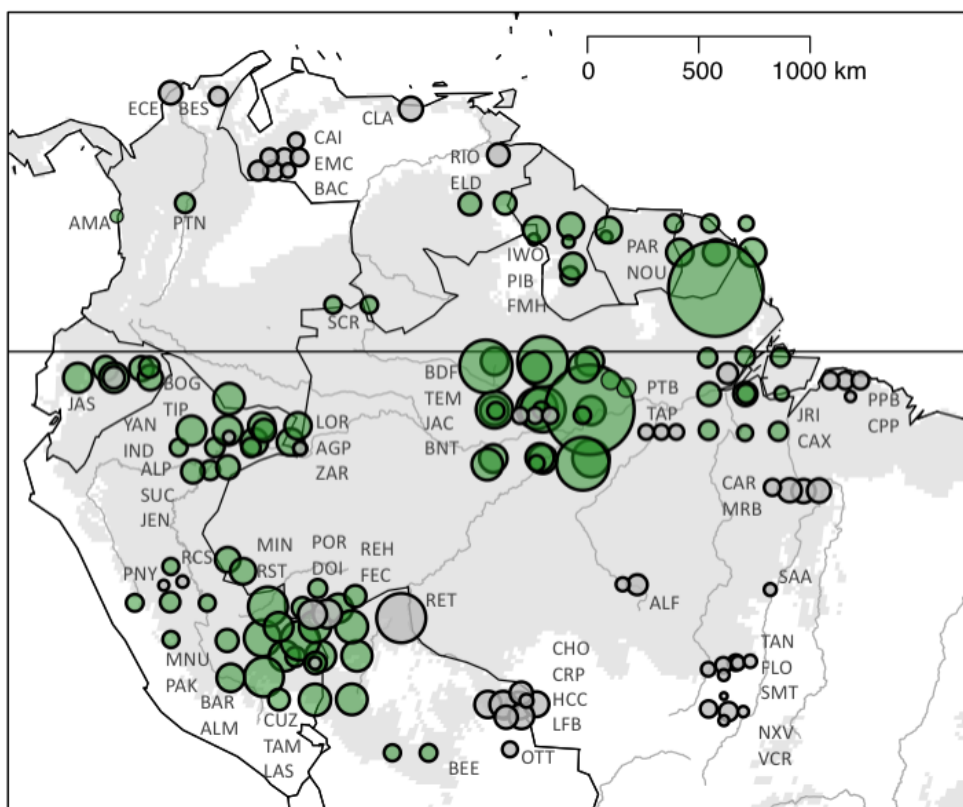 0 500 1000 km
ECE BES
CLA
CAI
EMC
BAC
RIO
ELD
AMA
PTN
PAR
NOU
IWO
PIB
FMH
SCR
BDF
TEM
JAC
BNT
PTB
TAP
JAS
BOG
TIP
YAN
IND
ALP
SUC
JEN
LOR
AGP
ZAR
JRI
CAX
PPB
CPP
CAR
MRB
RCS
PNY
MIN
RST
POR
DOI
REH
FEC
RET
ALF
SAA
TAN
FLO
SMT
NXV
VCR
CHO
CRP
HCC
LFB
OTT
MNU
PAK
BAR
ALM
CUZ
TAM
LAS
BEE